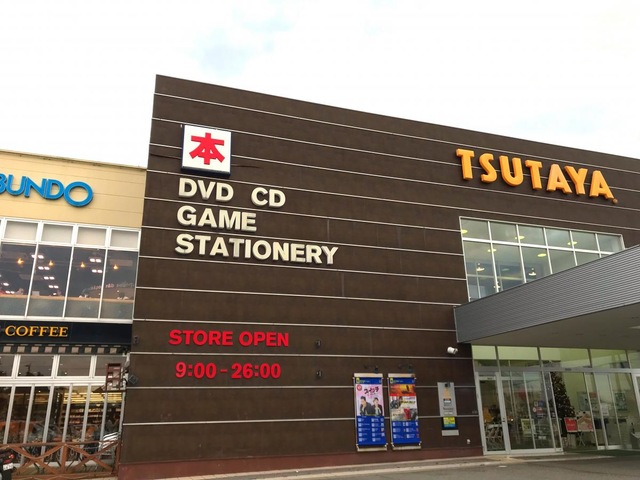 BUNDO
COFFEE
本
DVD CD
GAME
STATIONERY
STORE OPEN
9:00-26:00
TSUTAYA